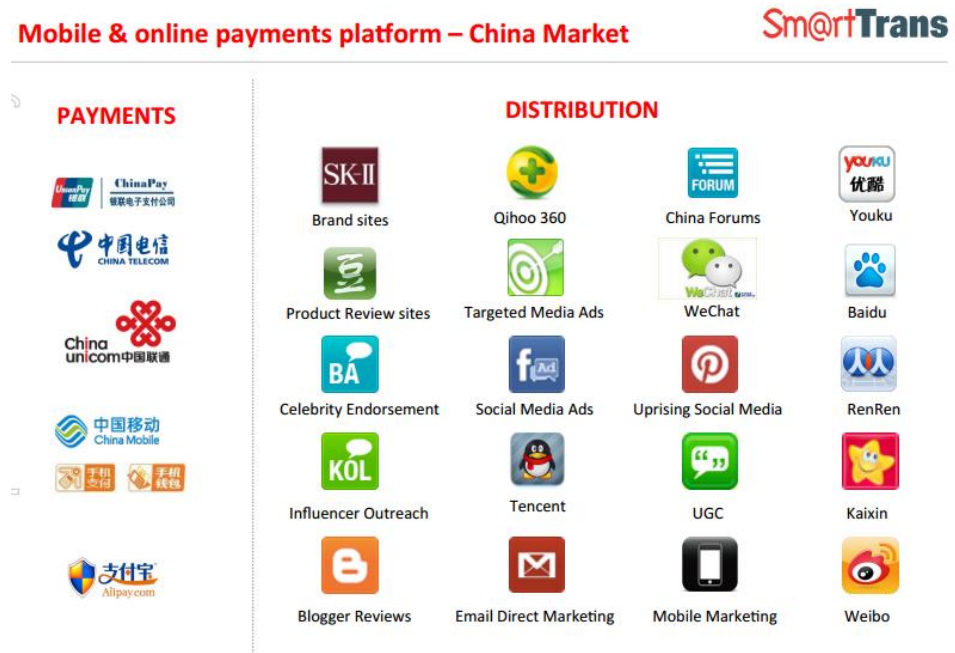 Mobile & online payments platform – China Market
Sm@rtTrans
PAYMENTS
UnionPay
银联
ChinaPay
银联电子支付公司
中国电信
CHINA TELECOM
China
unicom中国联通
中国移动
China Mobile
手机
支付
手机
钱包
支付宝
Alipay.com
DISTRIBUTION
SK-II
FORUM
YOUKU
优酷
Brand sites
Qihoo 360
China Forums
Youku
豆
WeChat
Product Review sites
Targeted Media Ads
WeChat
Baidu
BA
f Ad
人人
Celebrity Endorsement
Social Media Ads
Uprising Social Media
RenRen
KOL
Influencer Outreach
Tencent
UGC
Kaixin
Blogger Reviews
Email Direct Marketing
Mobile Marketing
Weibo